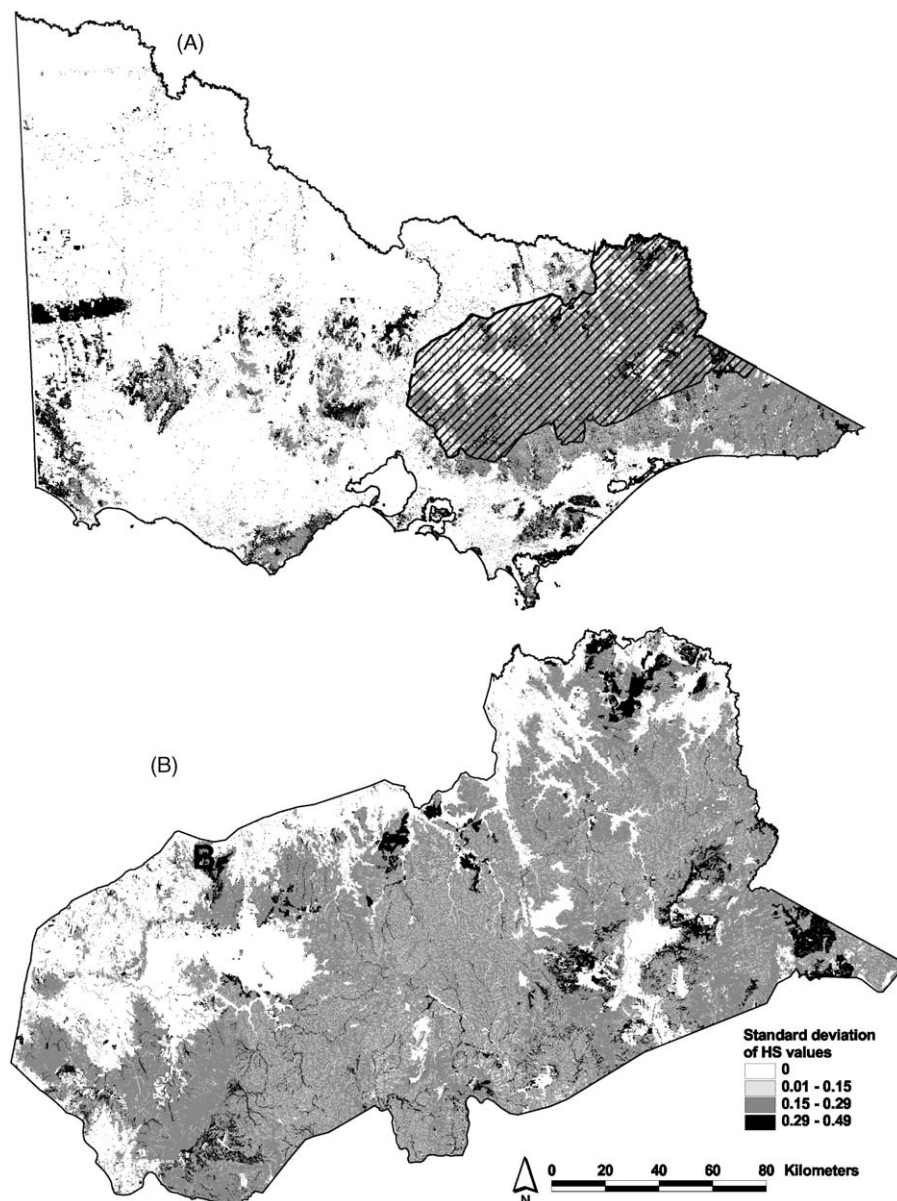 (A)
(B)
B
Standard deviation
of HS values
0
0.01 - 0.15
0.15 - 0.29
0.29 - 0.49
N
0 20 40 60 80 Kilometers